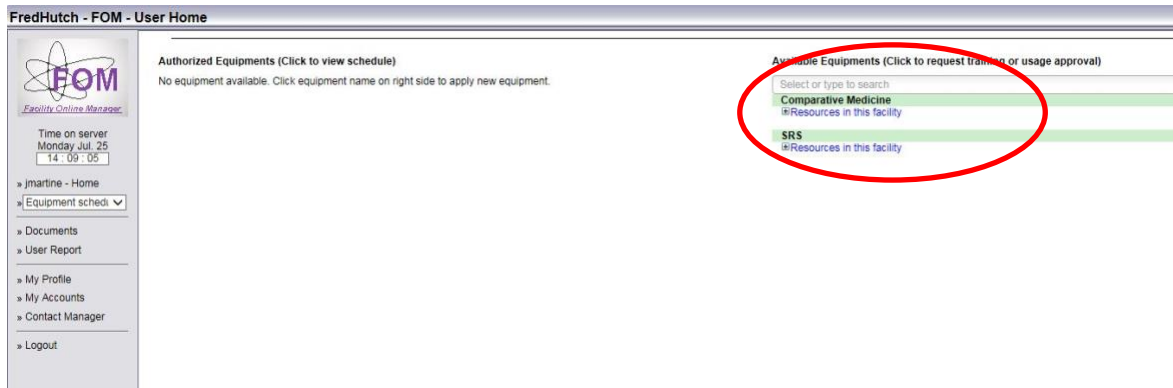 FredHutch - FOM - User Home
FOM
Facility Online Manager
Time on server
Monday Jul. 25
14 : 09 : 05
» jmartine - Home
» Equipment schedu
» Documents
» User Report
» My Profile
» My Accounts
» Contact Manager
» Logout
Authorized Equipments (Click to view schedule)
No equipment available. Click equipment name on right side to apply new equipment.
Available Equipments (Click to request training or usage approval)
Select or type to search
Comparative Medicine
Resources in this facility
SRS
Resources in this facility